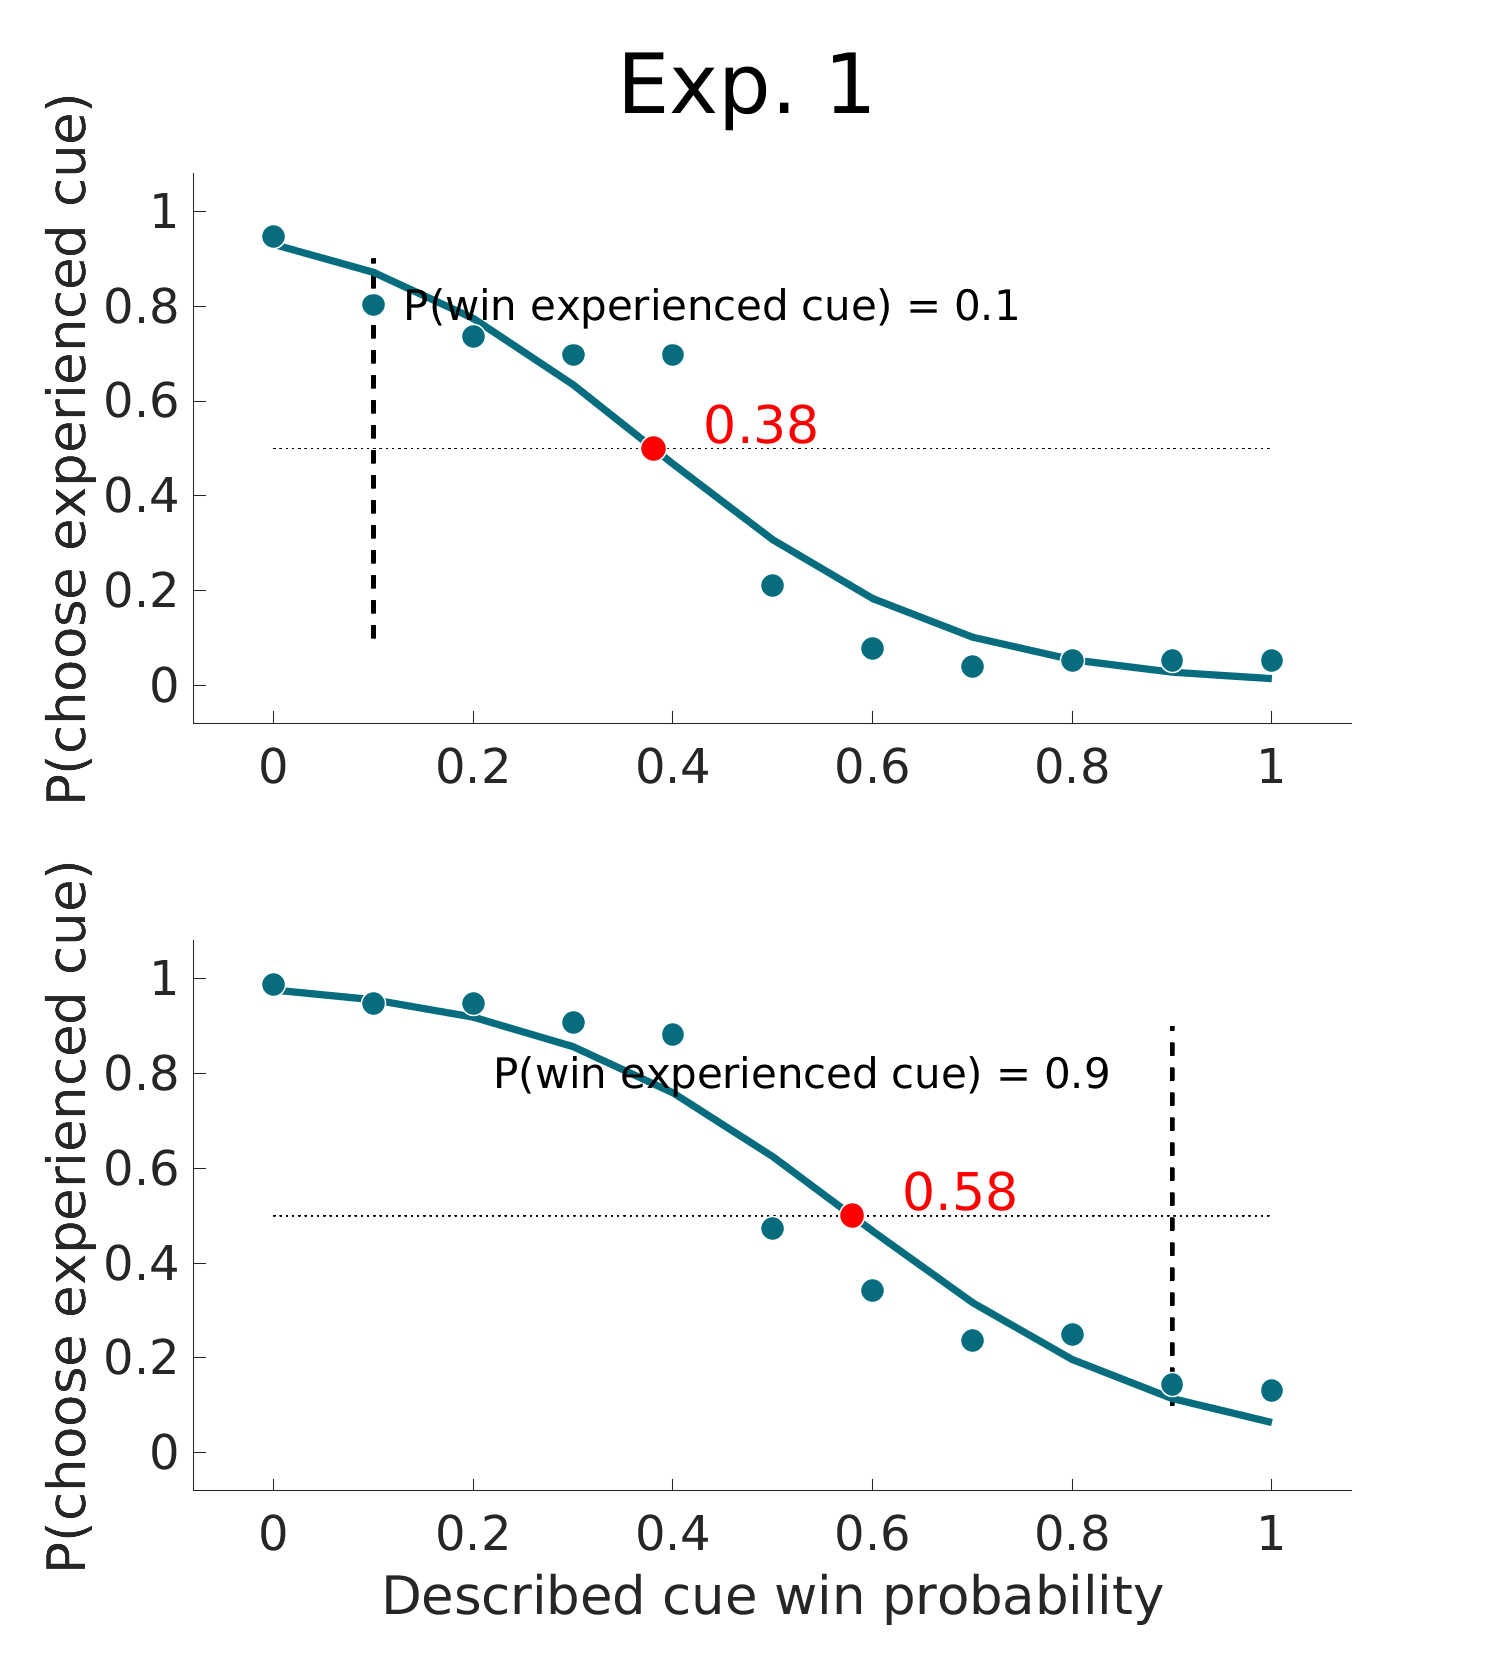 Exp. 1
P(choose experienced cue)
1
0.8
0.6
0.4
0.2
0
P(win experienced cue) = 0.1
0.38
0 0.2 0.4 0.6 0.8 1
P(choose experienced cue)
1
0.8
0.6
0.4
0.2
0
P(win experienced cue) = 0.9
0.58
0 0.2 0.4 0.6 0.8 1
Described cue win probability